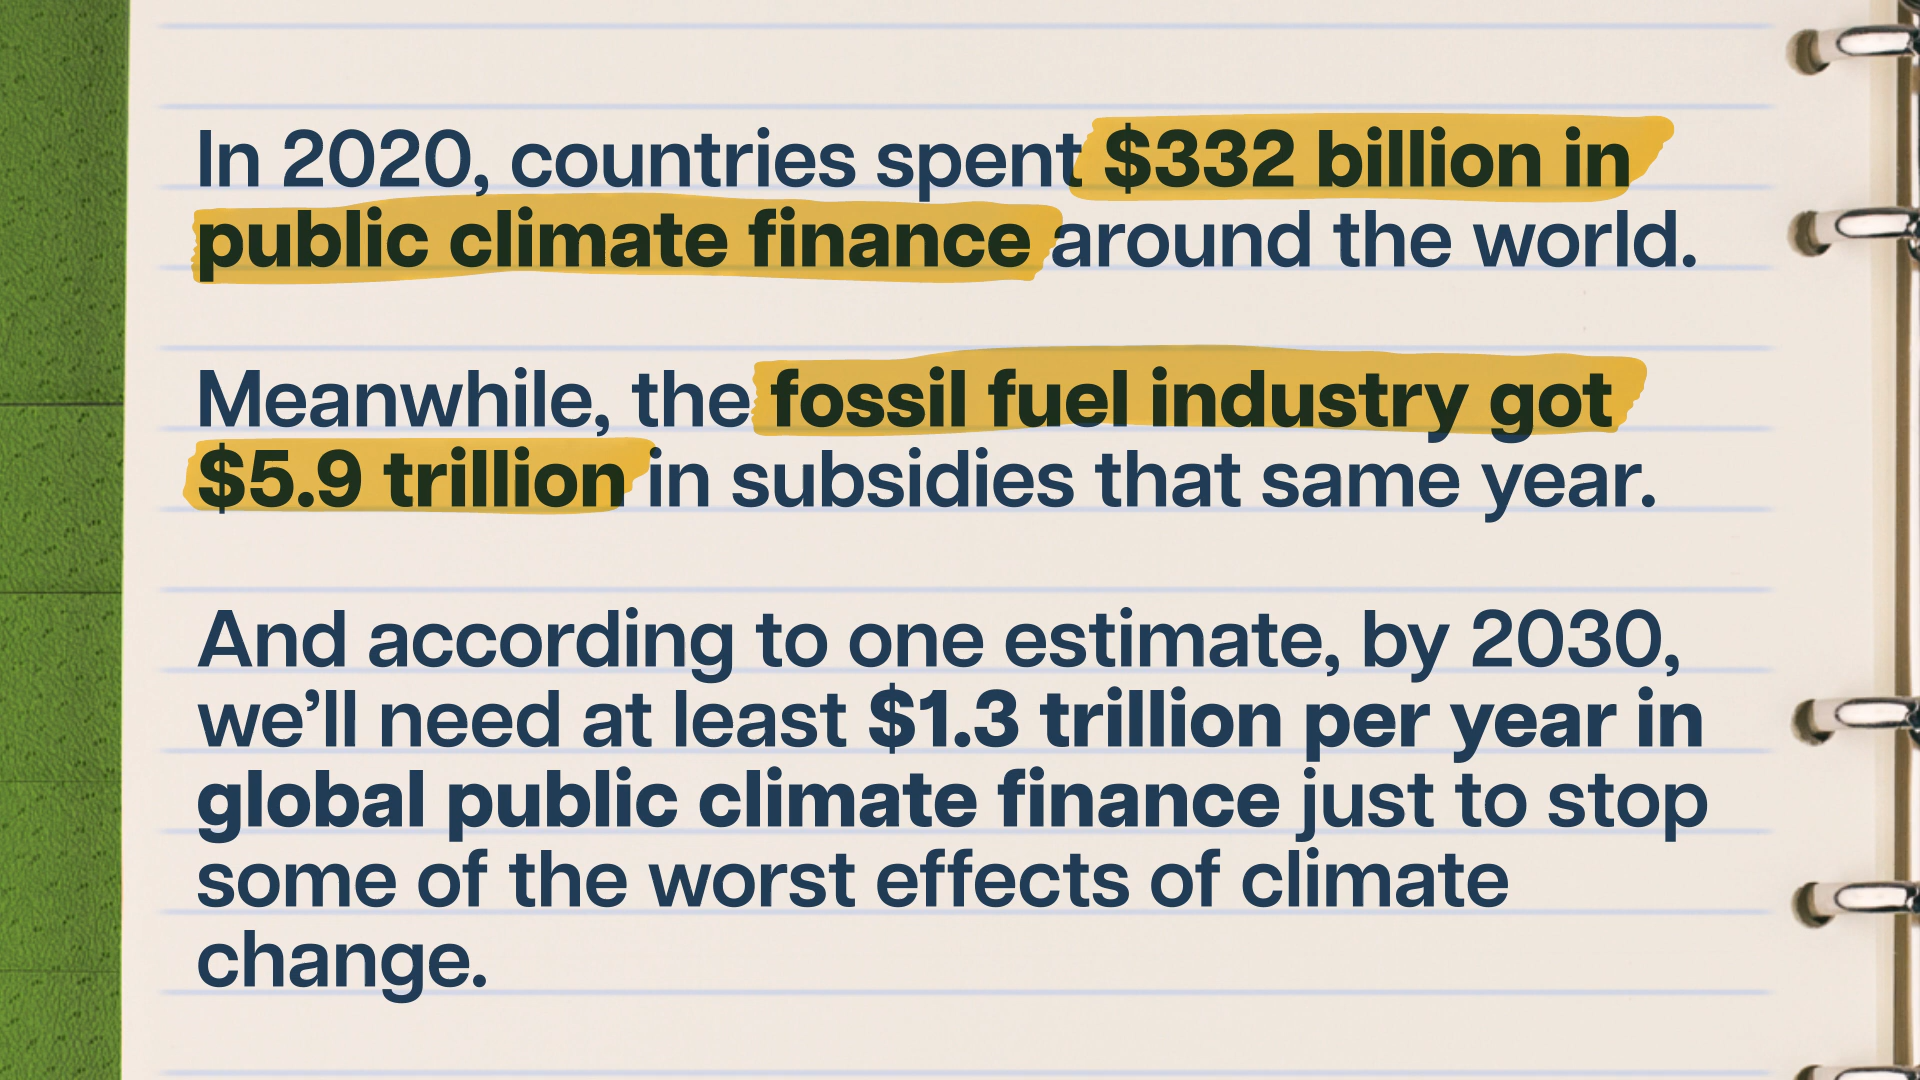 In 2020, countries spent $332 billion in
public climate finance around the world.
Meanwhile, the fossil fuel industry got
$5.9 trillion in subsidies that same year.
And according to one estimate, by 2030,
we’ll need at least $1.3 trillion per year in
global public climate finance just to stop
some of the worst effects of climate
change.